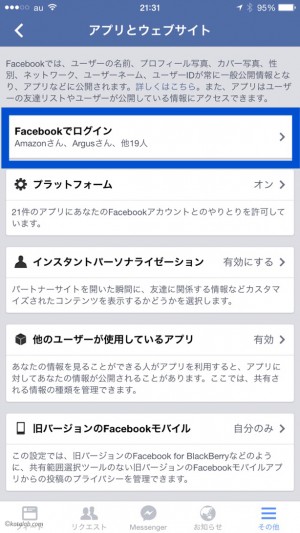 au
21:31
95%
アプリとウェブサイト
Facebookでは、ユーザーの名前、プロフィール写真、カバー写真、性
別、ネットワーク、ユーザーネーム、ユーザーIDが常に一般公開情報とな
り、アプリなどに公開されます。詳しくはこちら。また、アプリはユーザー
の友達リストやユーザーが公開している情報にアクセスできます。
Facebookでログイン
Amazonさん、Argusさん、他19人
プラットフォーム オン
21件のアプリにあなたのFacebookアカウントとのやりとりを許可して
います。
インスタントパーソナライゼーション 有効にする
パートナーサイトを開いた瞬間に、友達に関係する情報などカスタマ
イズされたコンテンツを表示するかどうかを選択します。
他のユーザーが使用しているアプリ 有効
あなたの情報を見ることができる人がアプリを利用すると、アプリに
対してあなたの情報が公開されることがあります。ここでは、共有さ
れる情報の種類を管理できます。
旧バージョンのFacebookモバイル 自分のみ
この設定では、旧バージョンのFacebook for BlackBerryなどのよう
に、共有範囲選択ツールのない旧バージョンのFacebookモバイルアプ
リからの投稿のプライバシーを管理できます。
リクエスト Messenger お知らせ その他